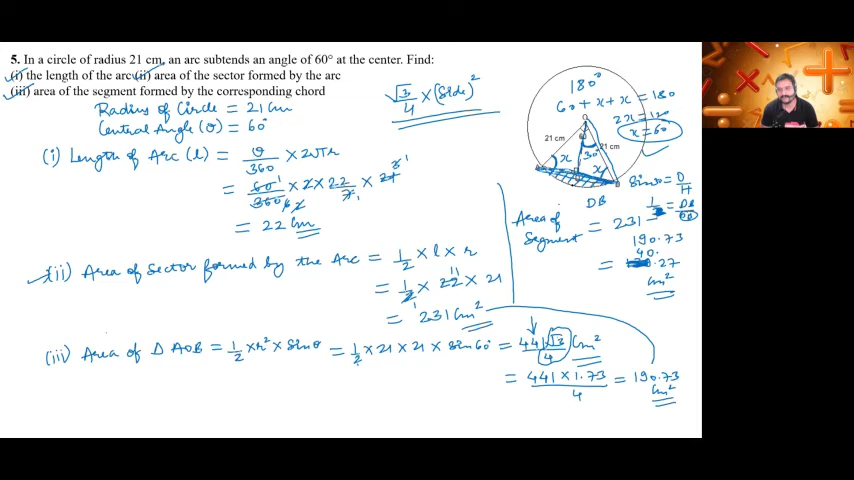 5. In a circle of radius 21 cm, an arc subtends an angle of 60° at the center. Find:
(i) the length of the arc (ii) area of the sector formed by the arc
(iii) area of the segment formed by the corresponding chord
Radius of Circle = 21 Cm
Central Angle (θ) = 60°
(i) Length of Arc (l) = θ/360 × 2πr
= 60/360 × 2 × 22/7 × 21
= 22 Cm
(ii) Area of Sector formed by the Arc = 1/2 × l × r
= 1/2 × 22 × 21
= 231 Cm²
(iii) Area of Δ AOB = 1/2 × r² × Sinθ = 1/2 × 21 × 21 × Sin 60° = 441 × √3/4 Cm²
= 441 × 1.73/4 = 190.73 Cm²
√3/4 × (Side)²
180°
60 + x + x = 180
2x = 120
x = 60
O
21 cm
21 cm
60
30°
x
x
Sinθ = P/H
DB
1/2 = DB/OB
Area of Segment = 231 -
190.73
= 40.27
Cm²